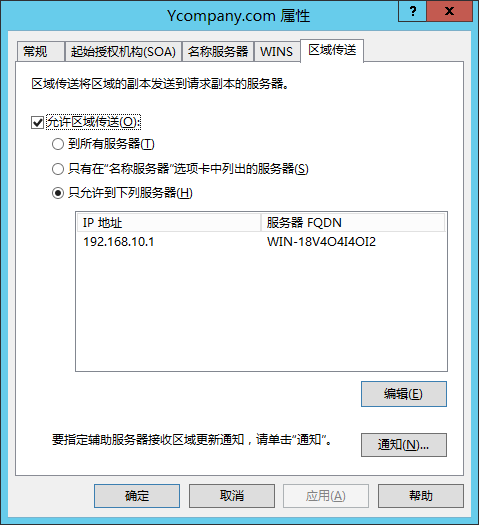 Ycompany.com 属性
?
x
常规
起始授权机构(SOA)
名称服务器
WINS
区域传送
区域传送将区域的副本发送到请求副本的服务器。
允许区域传送(O):
到所有服务器(T)
只有在“名称服务器”选项卡中列出的服务器(S)
只允许到下列服务器(H)
IP 地址
服务器 FQDN
192.168.10.1
WIN-18V4O4I4OI2
编辑(E)
要指定辅助服务器接收区域更新通知，请单击“通知”。
通知(N)...
确定
取消
应用(A)
帮助